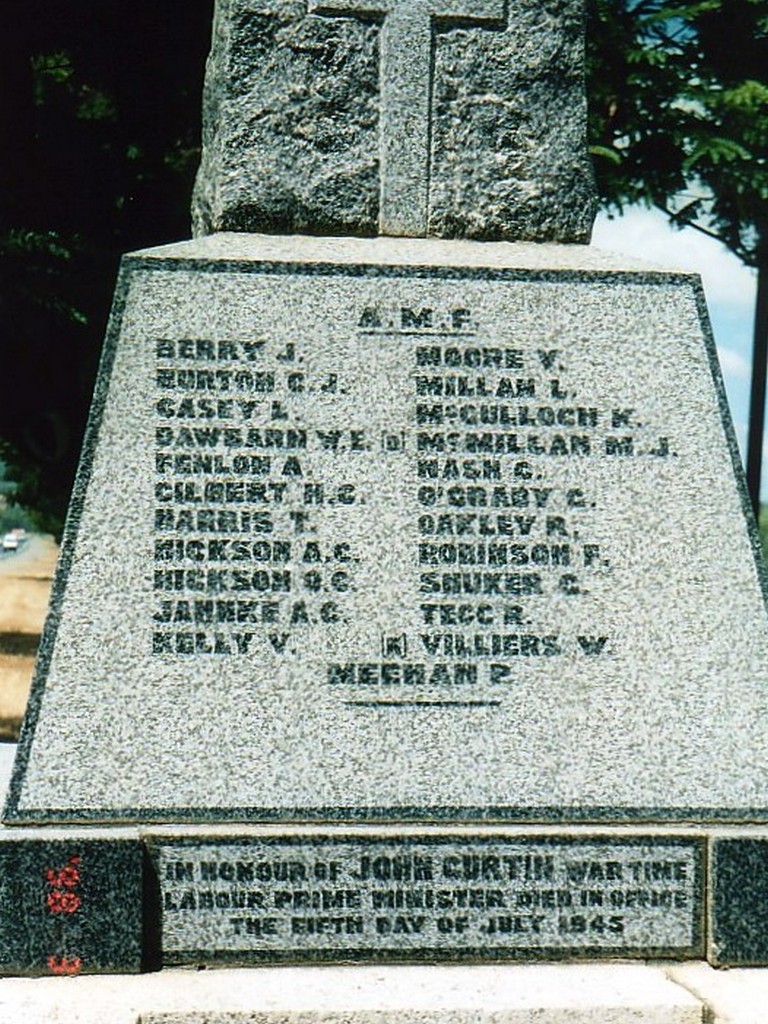 A.M.F.
BERRY J.
BURTON C.J.
CASEY L.
DAWBARN W.E.
FENLON A.
GILBERT H.G.
HARRIS T.
HICKSON A.G.
HICKSON O.G.
JAHNKE A.G.
KELLY V.
MOORE V.
MILLAH L.
McCULLOCH K.
D McMILLAN M.J.
NASH G.
O'GRADY G.
OAKLEY R.
ROBINSON F.
SHUKER G.
TEGG R.
K VILLIERS W.
MEEHAN P
IN HONOUR OF JOHN CURTIN WAR TIME
LABOUR PRIME MINISTER DIED IN OFFICE
THE FIFTH DAY OF JULY 1945